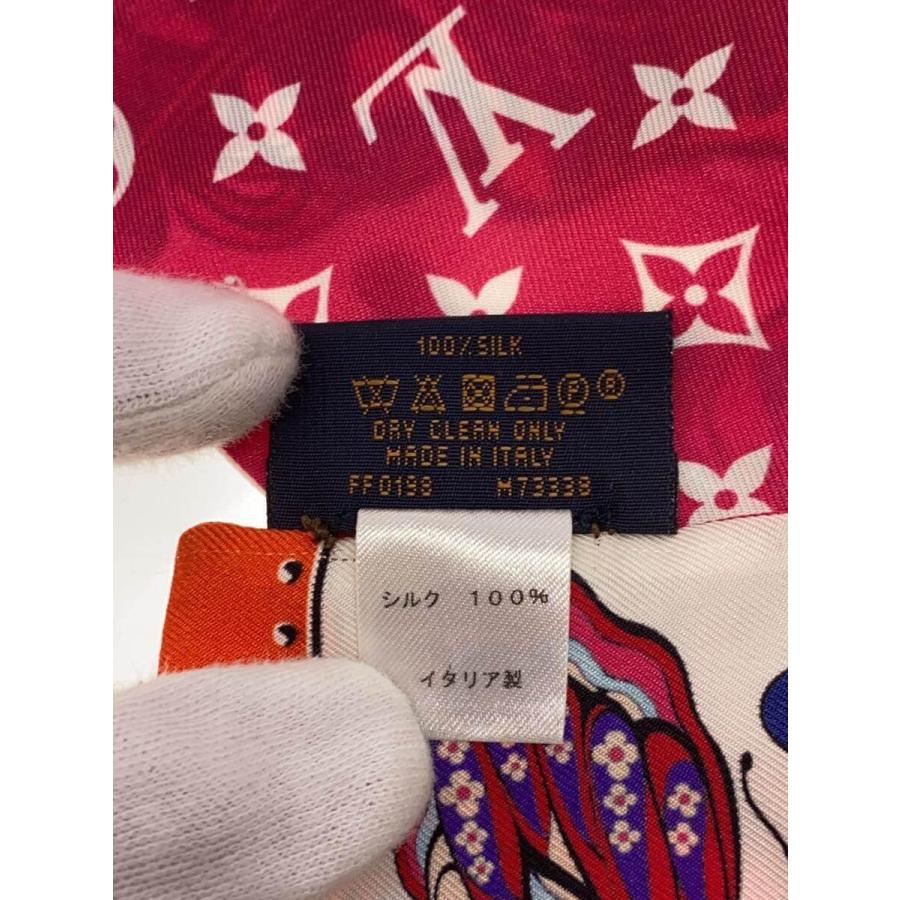 100% SILK
DRY CLEAN ONLY
MADE IN ITALY
FF0198 M73338
シルク 100%
イタリア製